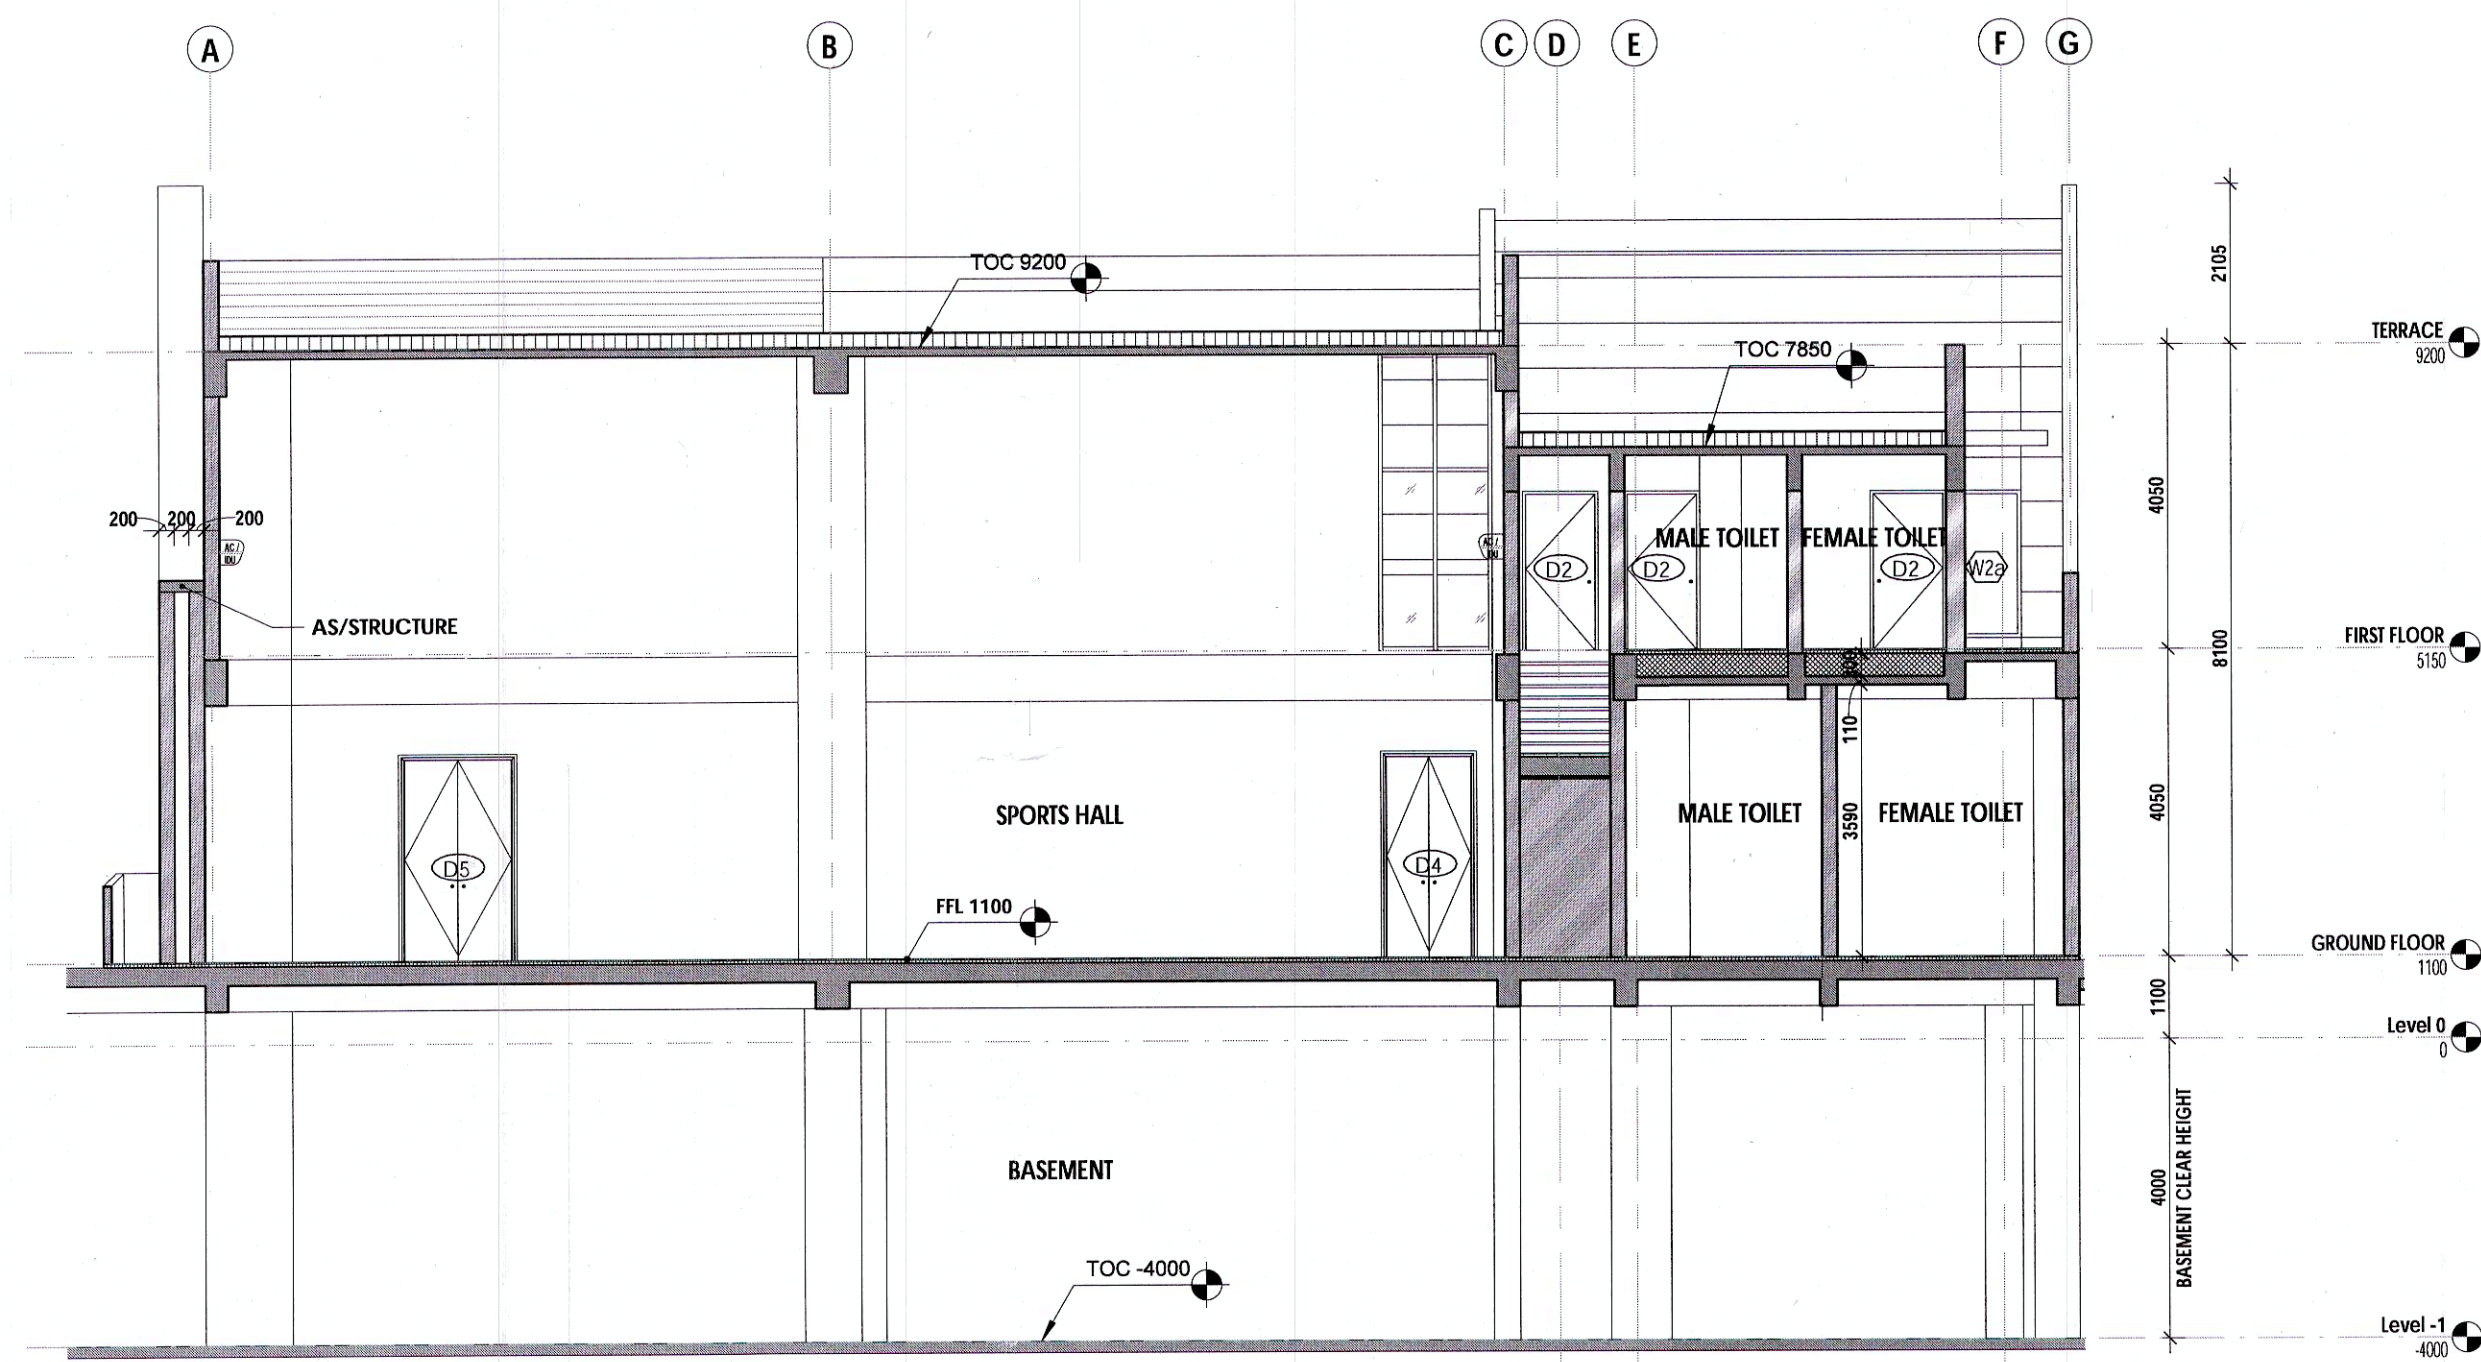 A B C D E F G
2105
TOC 9200
TERRACE
9200
TOC 7850
4050
200 200 200
AC / IDU
AC / IDU
MALE TOILET FEMALE TOILET
D2 D2 D2 W2a
AS/STRUCTURE
FIRST FLOOR
5150
8100
300
110
SPORTS HALL
MALE TOILET FEMALE TOILET
3590
4050
D5
D4
FFL 1100
GROUND FLOOR
1100
1100
Level 0
0
BASEMENT
4000
BASEMENT CLEAR HEIGHT
TOC -4000
Level -1
-4000